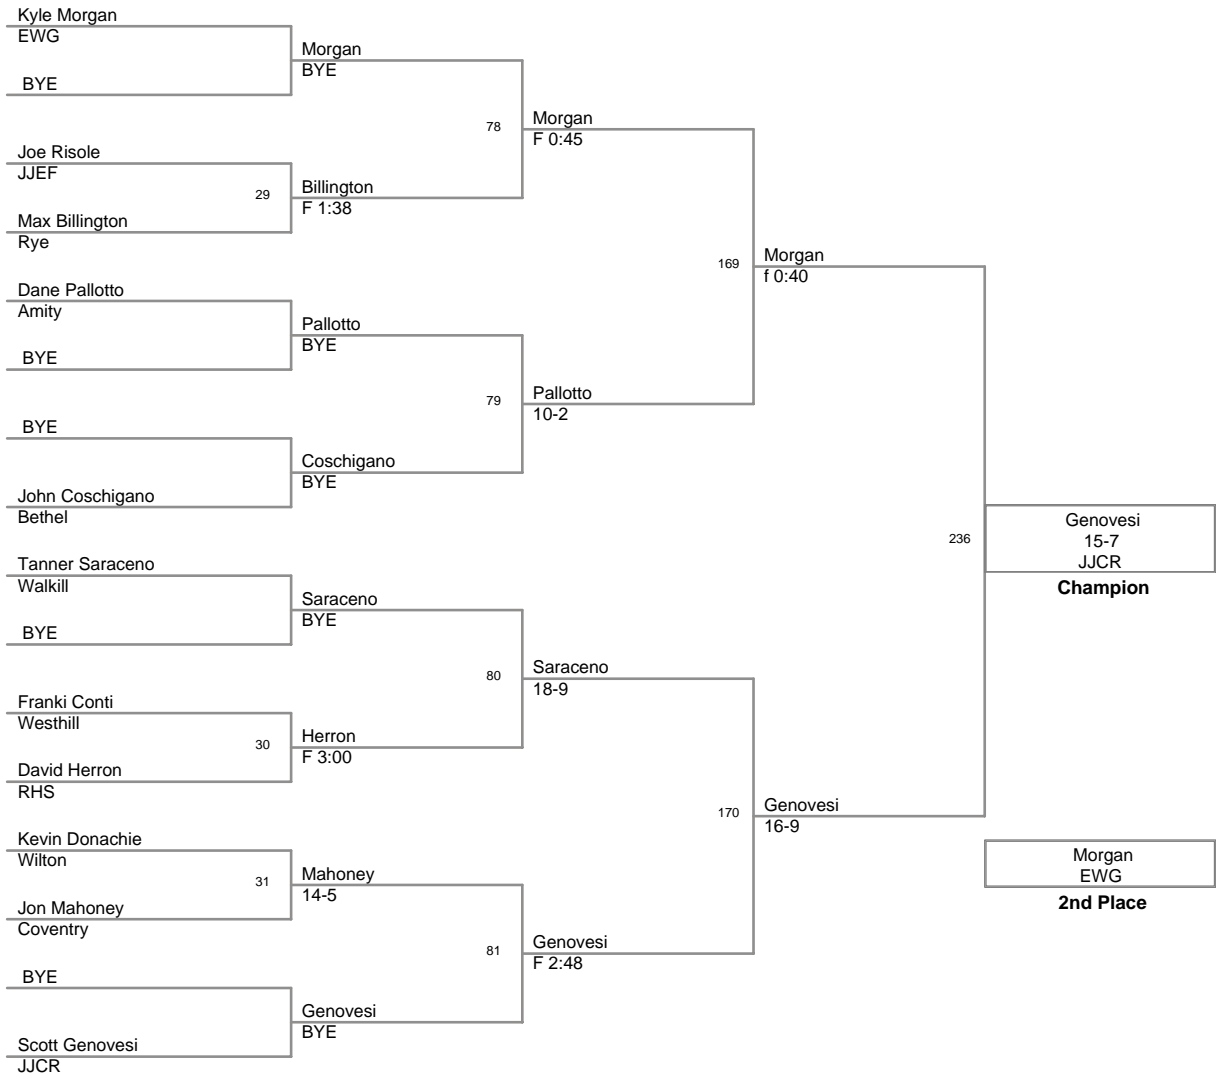 Kyle Morgan
EWG
BYE
Joe Risole
JJEF
29
Max Billington
Rye
Dane Pallotto
Amity
BYE
BYE
John Coschigano
Bethel
Tanner Saraceno
Walkill
BYE
Franki Conti
Westhill
30
David Herron
RHS
Kevin Donachie
Wilton
31
Jon Mahoney
Coventry
BYE
Scott Genovesi
JJCR
Morgan
BYE
78
Billington
F 1:38
Pallotto
BYE
79
Coschigano
BYE
Saraceno
BYE
80
Herron
F 3:00
Mahoney
14-5
81
Genovesi
BYE
Morgan
F 0:45
169
Pallotto
10-2
Saraceno
18-9
170
Genovesi
F 2:48
Morgan
f 0:40
236
Genovesi
16-9
Genovesi
15-7
JJCR
Champion
Morgan
EWG
2nd Place